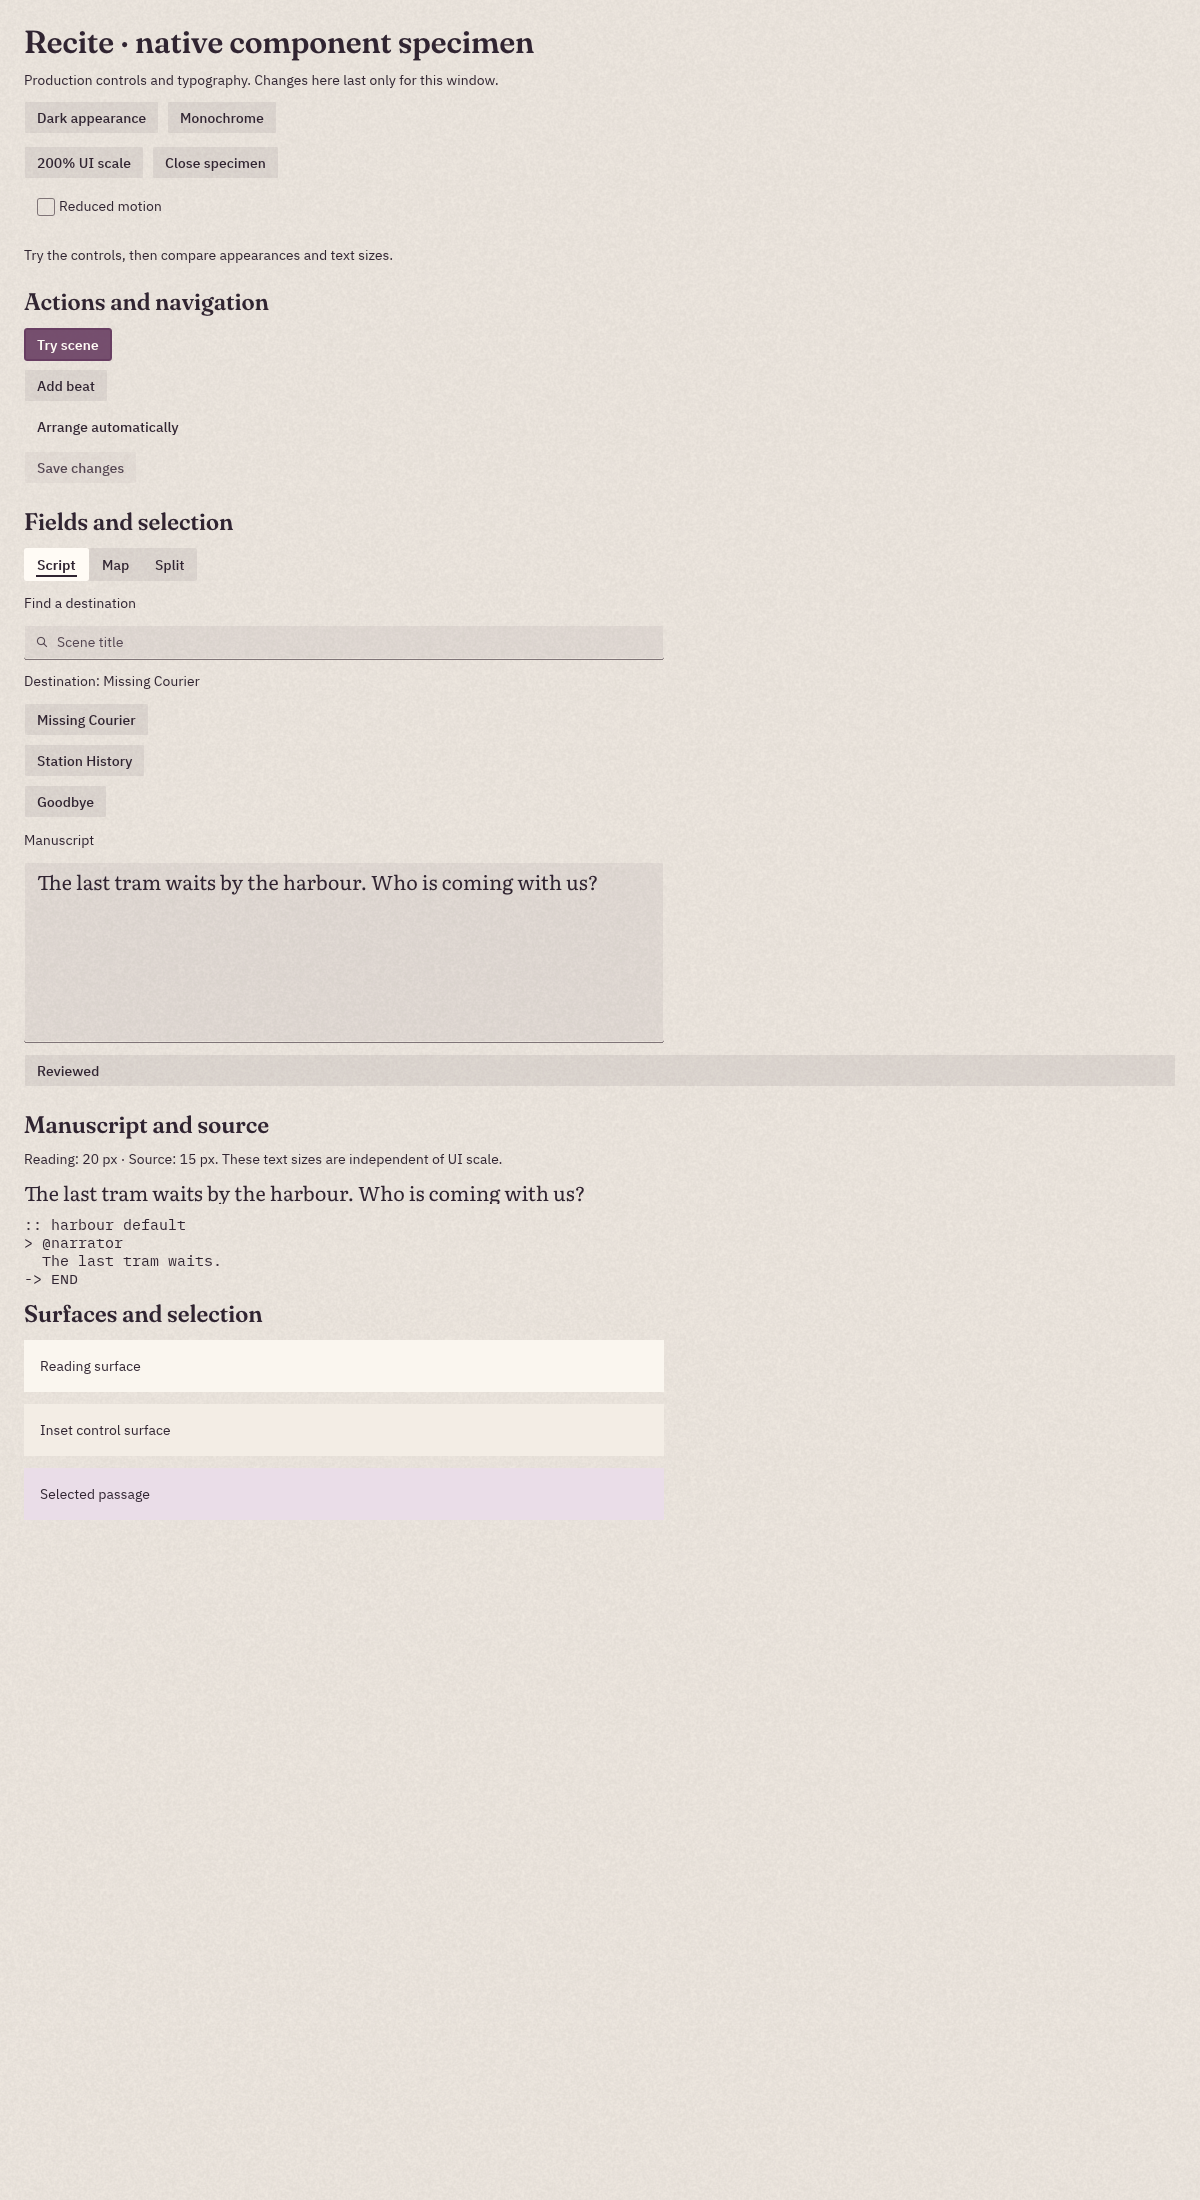 Recite · native component specimen
Production controls and typography. Changes here last only for this window.
Dark appearance Monochrome
200% UI scale Close specimen
Reduced motion
Try the controls, then compare appearances and text sizes.
Actions and navigation
Try scene
Add beat
Arrange automatically
Save changes
Fields and selection
Script Map Split
Find a destination
Scene title
Destination: Missing Courier
Missing Courier
Station History
Goodbye
Manuscript
The last tram waits by the harbour. Who is coming with us?
Reviewed
Manuscript and source
Reading: 20 px · Source: 15 px. These text sizes are independent of UI scale.
The last tram waits by the harbour. Who is coming with us?
:: harbour default
> @narrator
  The last tram waits.
-> END
Surfaces and selection
Reading surface
Inset control surface
Selected passage